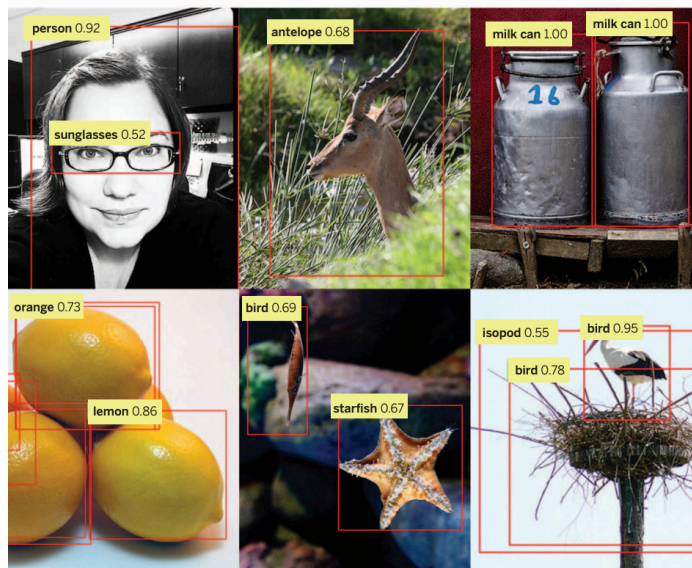 person 0.92
sunglasses 0.52
antelope 0.68
milk can 1.00
milk can 1.00
16
orange 0.73
lemon 0.86
bird 0.69
starfish 0.67
isopod 0.55
bird 0.95
bird 0.78